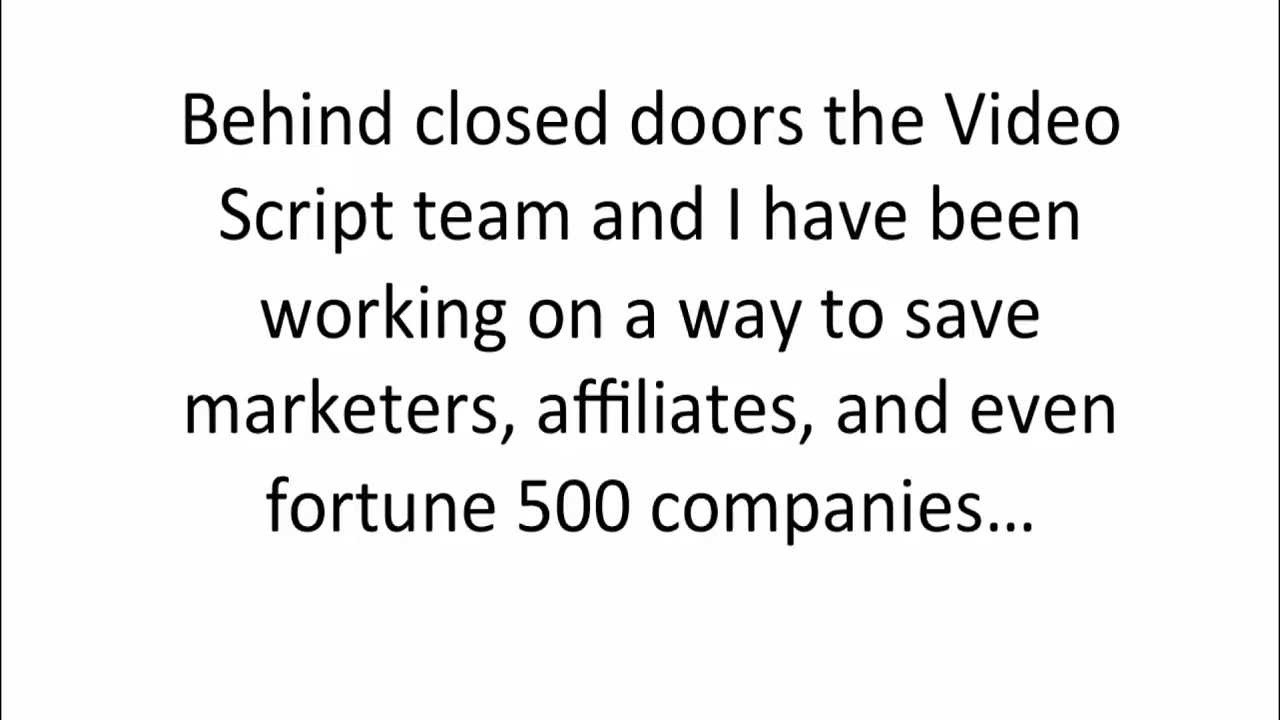 Behind closed doors the Video
Script team and I have been
working on a way to save
marketers, affiliates, and even
fortune 500 companies...